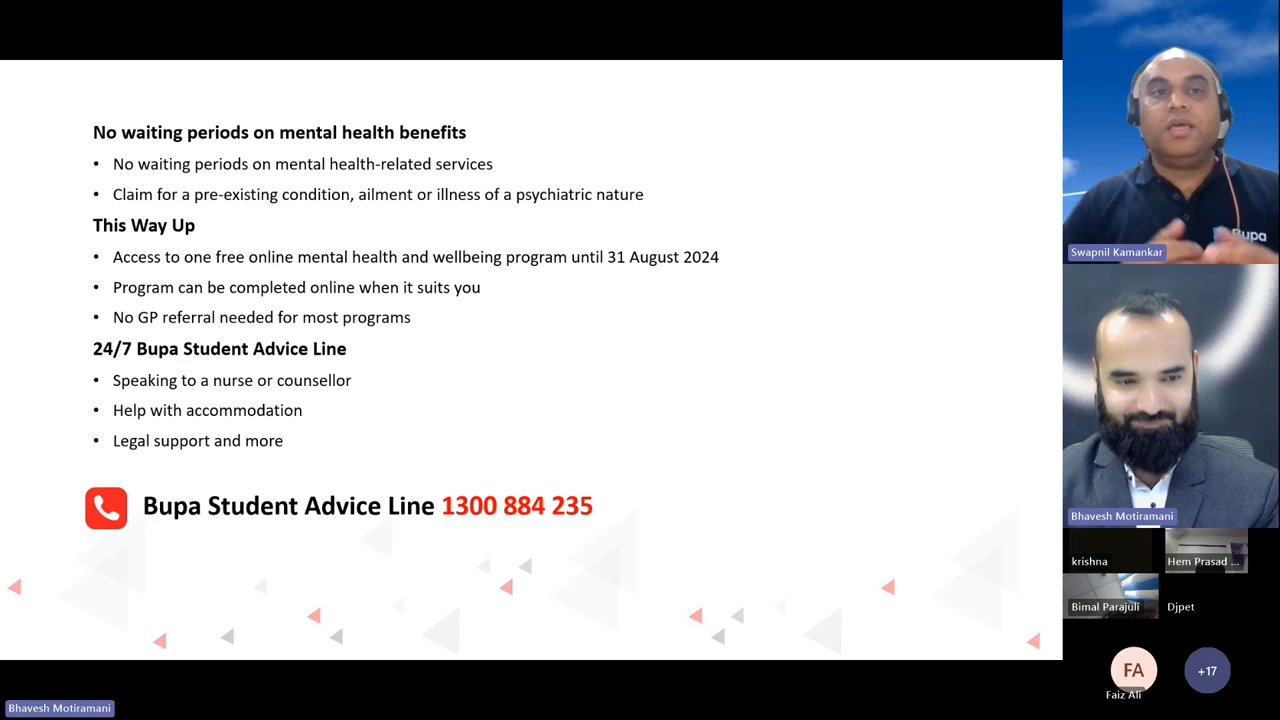 No waiting periods on mental health benefits
• No waiting periods on mental health-related services
• Claim for a pre-existing condition, ailment or illness of a psychiatric nature
This Way Up
• Access to one free online mental health and wellbeing program until 31 August 2024
• Program can be completed online when it suits you
• No GP referral needed for most programs
24/7 Bupa Student Advice Line
• Speaking to a nurse or counsellor
• Help with accommodation
• Legal support and more
Bupa Student Advice Line 1300 884 235
Bupa
Swapnil Kamankar
Bhavesh Motiramani
krishna
Hem Prasad ...
Bimal Parajuli
Djpet
FA
Faiz Ali
+17
Bhavesh Motiramani